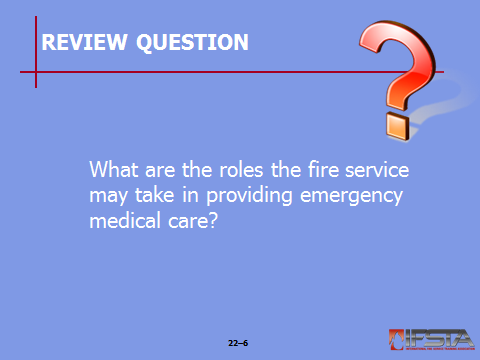 REVIEW QUESTION
What are the roles the fire service
may take in providing emergency
medical care?
22–6
IFSTA